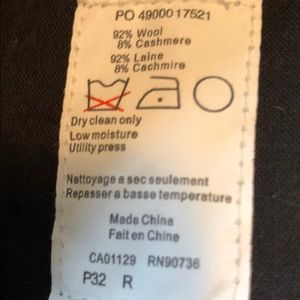 PO 4900017521
92% Wool
8% Cashmere
92% Laine
8% Cachmire
Dry clean only
Low moisture
Utility press
Nettoyage a sec seulement
Repasser a basse temperature
Made China
Fait en Chine
CA01129 RN90736
P32 R